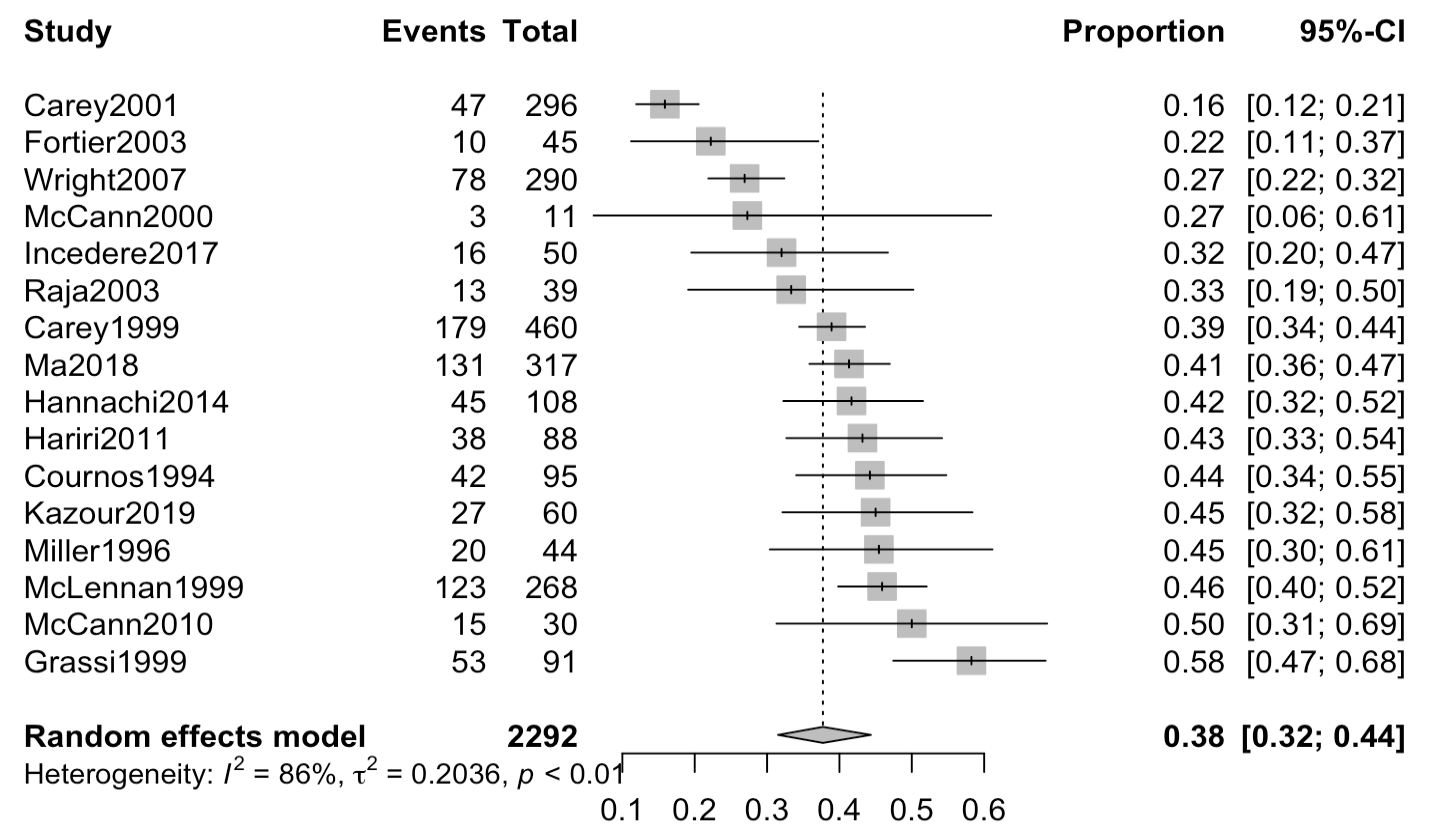 Study Events Total Proportion 95%-CI
Carey2001 47 296 0.16 [0.12; 0.21]
Fortier2003 10 45 0.22 [0.11; 0.37]
Wright2007 78 290 0.27 [0.22; 0.32]
McCann2000 3 11 0.27 [0.06; 0.61]
Incedere2017 16 50 0.32 [0.20; 0.47]
Raja2003 13 39 0.33 [0.19; 0.50]
Carey1999 179 460 0.39 [0.34; 0.44]
Ma2018 131 317 0.41 [0.36; 0.47]
Hannachi2014 45 108 0.42 [0.32; 0.52]
Hariri2011 38 88 0.43 [0.33; 0.54]
Cournos1994 42 95 0.44 [0.34; 0.55]
Kazour2019 27 60 0.45 [0.32; 0.58]
Miller1996 20 44 0.45 [0.30; 0.61]
McLennan1999 123 268 0.46 [0.40; 0.52]
McCann2010 15 30 0.50 [0.31; 0.69]
Grassi1999 53 91 0.58 [0.47; 0.68]
Random effects model 2292 0.38 [0.32; 0.44]
Heterogeneity: I² = 86%, τ² = 0.2036, p < 0.01
0.1 0.2 0.3 0.4 0.5 0.6